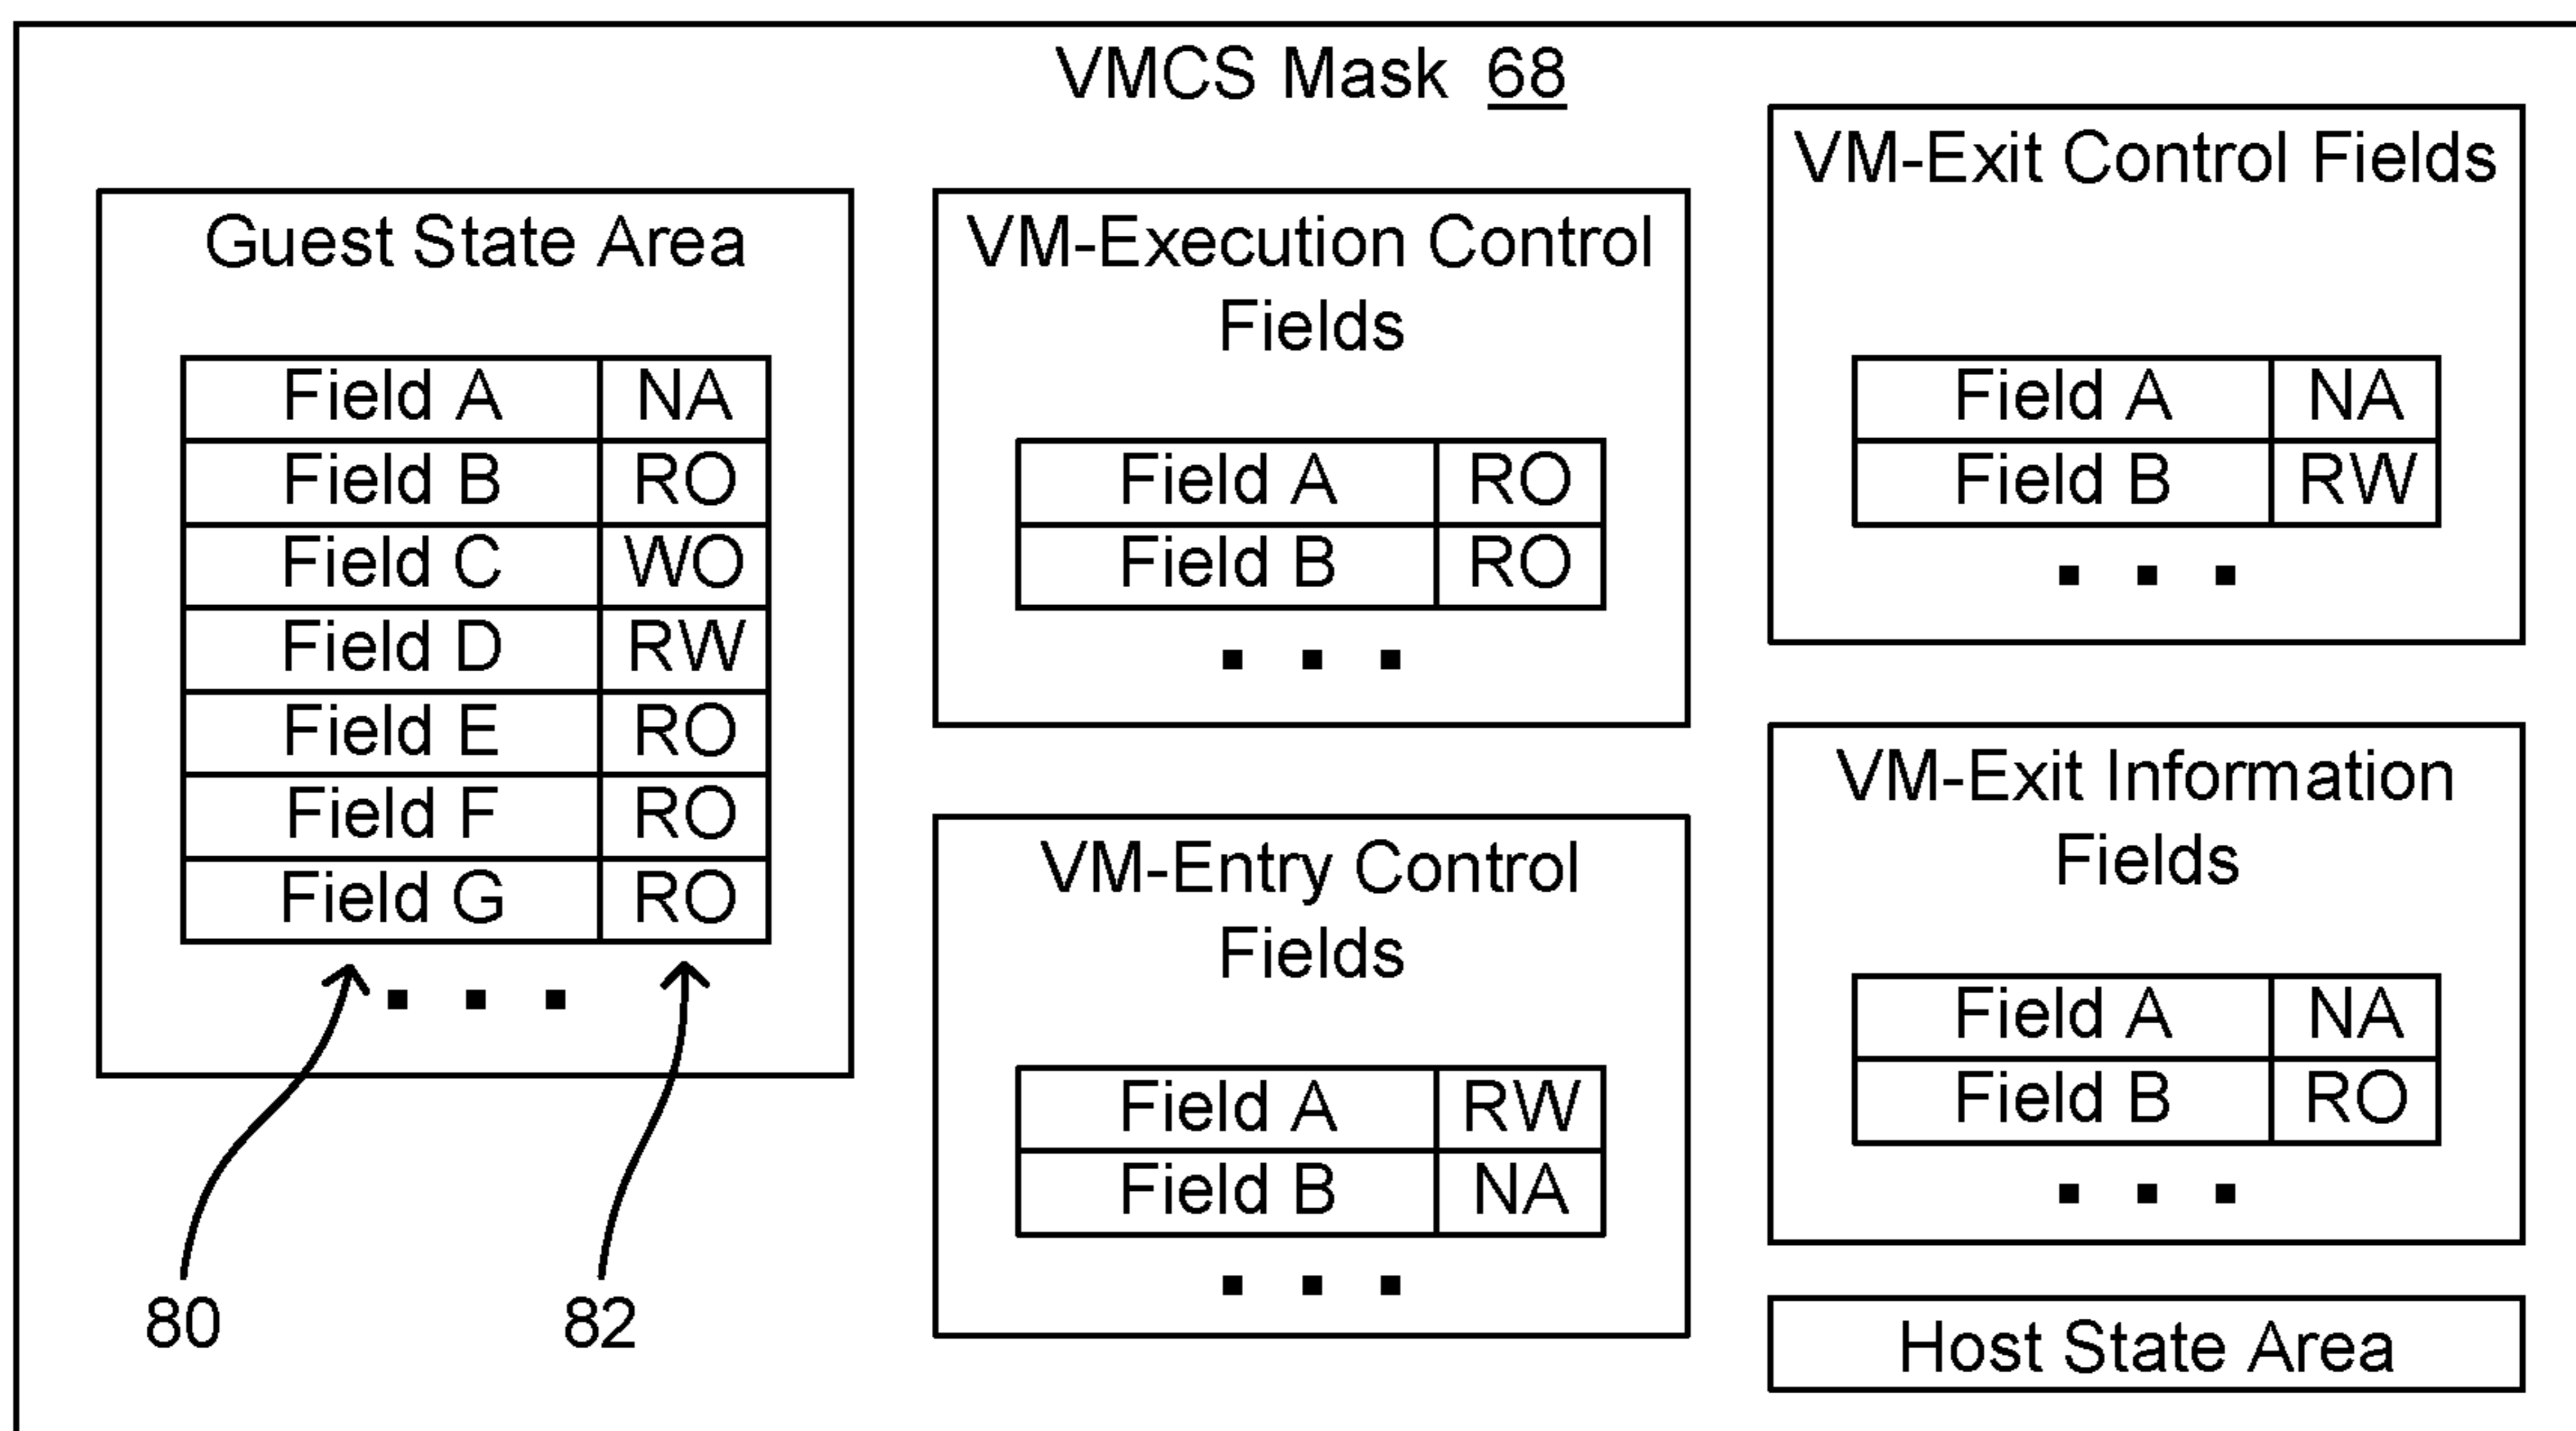 VMCS Mask 68
Guest State Area
Field A NA
Field B RO
Field C WO
Field D RW
Field E RO
Field F RO
Field G RO
. . .
80 82
VM-Execution Control
Fields
Field A RO
Field B RO
. . .
VM-Entry Control
Fields
Field A RW
Field B NA
. . .
VM-Exit Control Fields
Field A NA
Field B RW
. . .
VM-Exit Information
Fields
Field A NA
Field B RO
. . .
Host State Area